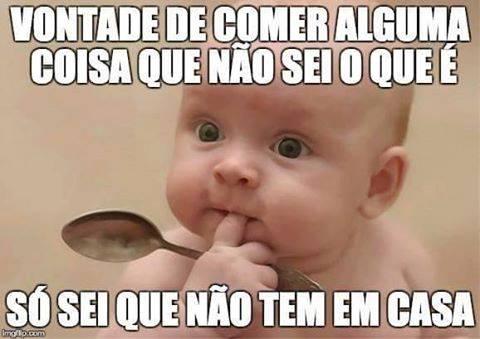 VONTADE DE COMER ALGUMA
COISA QUE NÃO SEI O QUE É
SÓ SEI QUE NÃO TEM EM CASA
imgflip.com